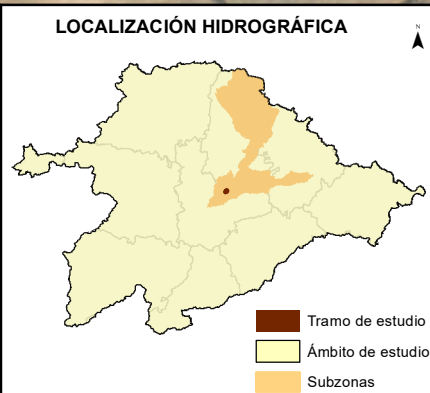 LOCALIZACIÓN HIDROGRÁFICA
N
Tramo de estudio
Ámbito de estudio
Subzonas